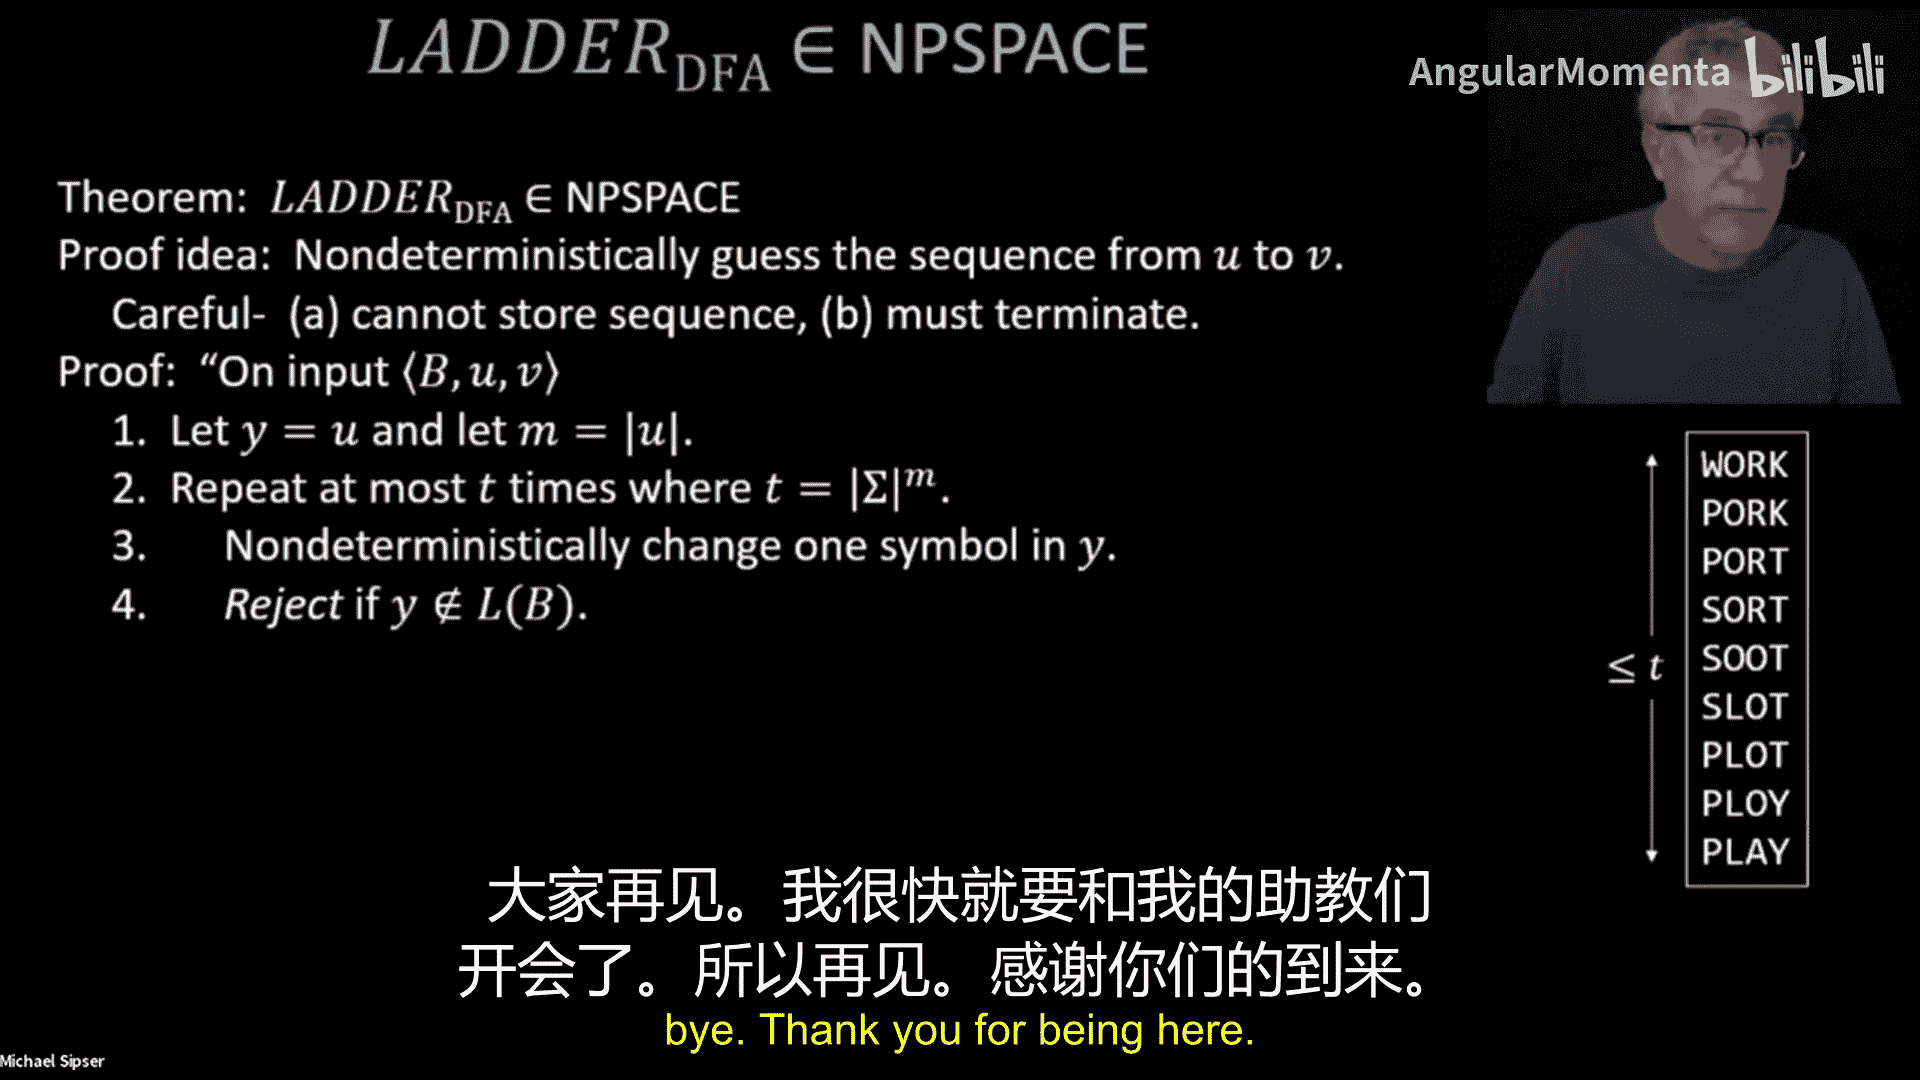 LADDER_DFA ∈ NPSPACE
AngularMomenta bilibili
Theorem: LADDER_DFA ∈ NPSPACE
Proof idea: Nondeterministically guess the sequence from u to v.
Careful- (a) cannot store sequence, (b) must terminate.
Proof: “On input ⟨B, u, v⟩
1. Let y = u and let m = |u|.
2. Repeat at most t times where t = |Σ|^m.
3. Nondeterministically change one symbol in y.
4. Reject if y ∉ L(B).
≤ t
WORK
PORK
PORT
SORT
SOOT
SLOT
PLOT
PLOY
PLAY
大家再见。我很快就要和我的助教们
开会了。所以再见。感谢你们的到来。
bye. Thank you for being here.
Michael Sipser